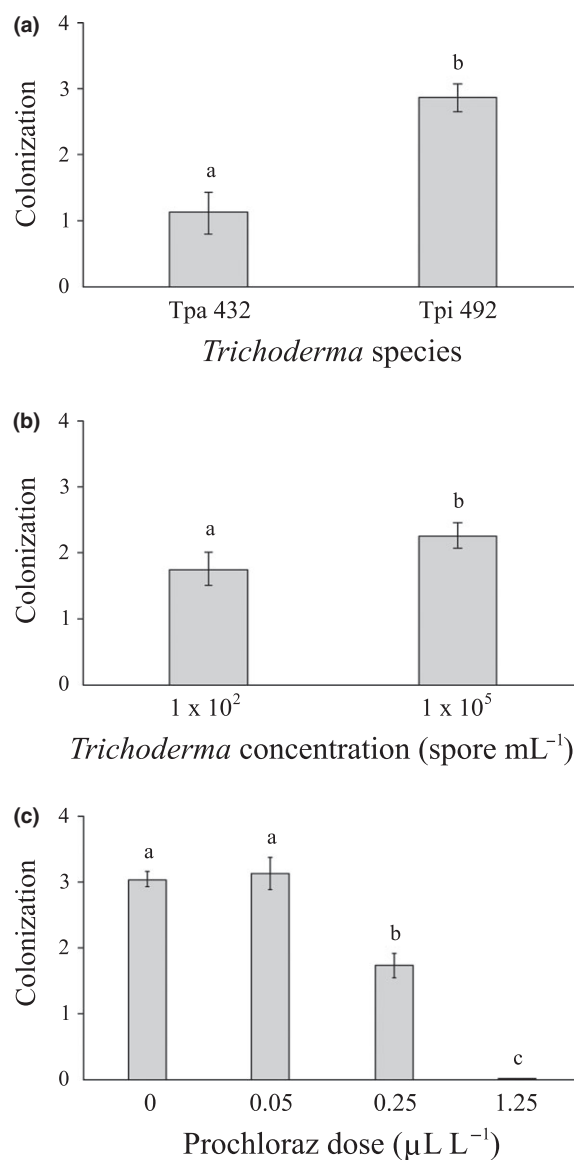 (a)
4
3
2
1
0
Colonization
a
b
Tpa 432 Tpi 492
Trichoderma species
(b)
4
3
2
1
0
Colonization
a
b
1 x 10² 1 x 10⁵
Trichoderma concentration (spore mL⁻¹)
(c)
4
3
2
1
0
Colonization
a
a
b
c
0 0.05 0.25 1.25
Prochloraz dose (µL L⁻¹)